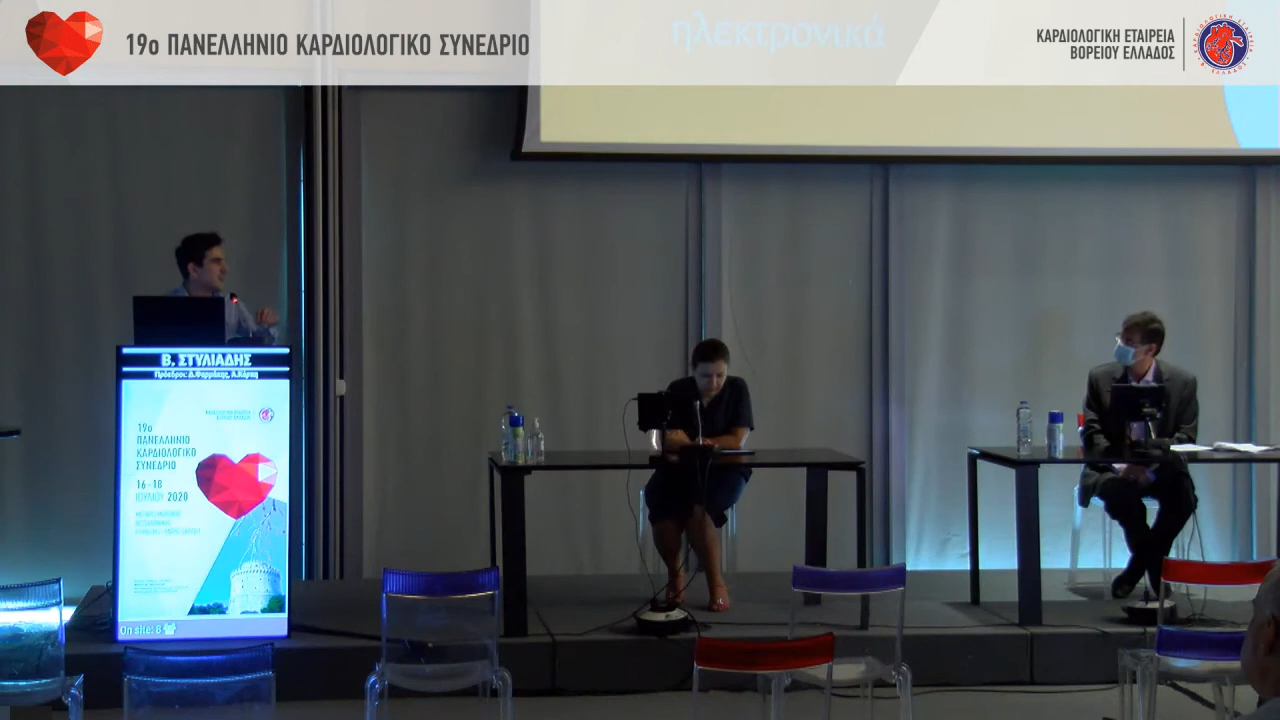 19ο ΠΑΝΕΛΛΗΝΙΟ ΚΑΡΔΙΟΛΟΓΙΚΟ ΣΥΝΕΔΡΙΟ
ηλεκτρονικά
ΚΑΡΔΙΟΛΟΓΙΚΗ ΕΤΑΙΡΕΙΑ
ΒΟΡΕΙΟΥ ΕΛΛΑΔΟΣ
Β. ΣΤΥΛΙΑΔΗΣ
19ο
ΠΑΝΕΛΛΗΝΙΟ
ΚΑΡΔΙΟΛΟΓΙΚΟ
ΣΥΝΕΔΡΙΟ
16-18
ΙΟΥΛΙΟΥ 2020
On site: 8